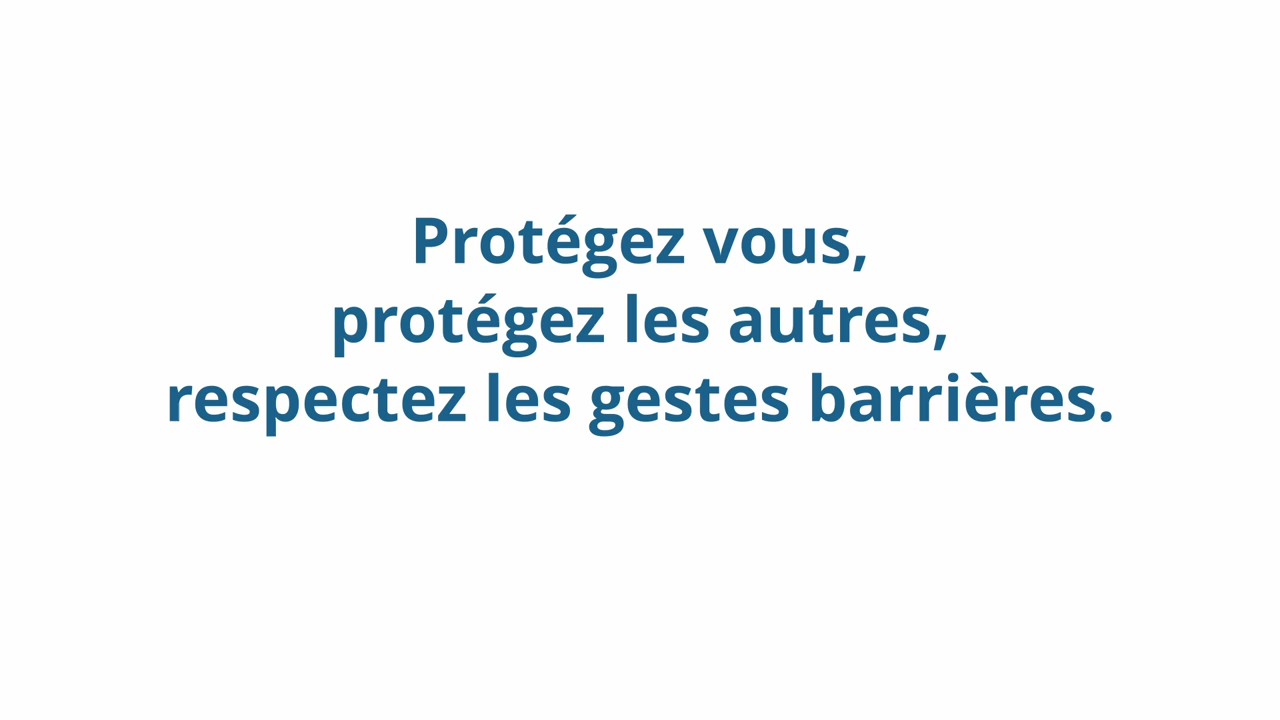 Protégez vous,
protégez les autres,
respectez les gestes barrières.